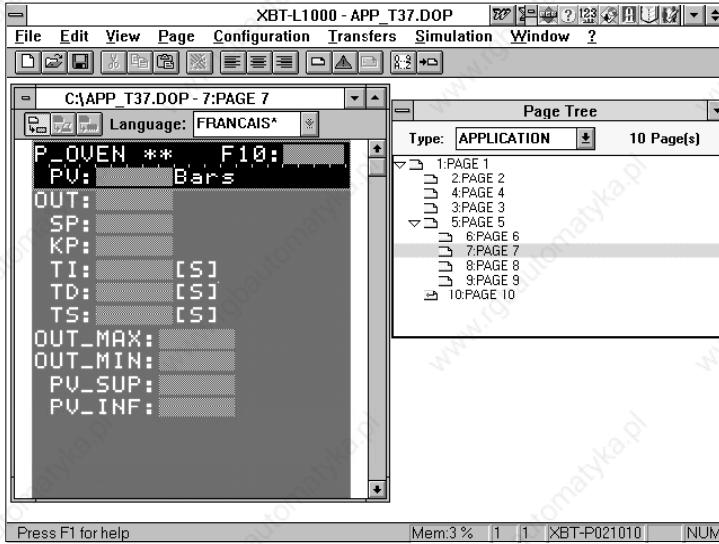 XBT-L1000 - APP_T37.DOP
File Edit View Page Configuration Transfers Simulation Window ?
C:\APP_T37.DOP - 7:PAGE 7
Language: FRANCAIS*
P_OVEN ** F10:
PV: Bars
OUT:
SP:
KP:
TI: [S]
TD: [S]
TS: [S]
OUT_MAX:
OUT_MIN:
PV_SUP:
PV_INF:
Page Tree
Type: APPLICATION 10 Page(s)
1:PAGE 1
2:PAGE 2
4:PAGE 4
3:PAGE 3
5:PAGE 5
6:PAGE 6
7:PAGE 7
8:PAGE 8
9:PAGE 9
10:PAGE 10
Press F1 for help Mem:3 % 1 1 XBT-P021010 NUM
www.rgbautomatyka.pl